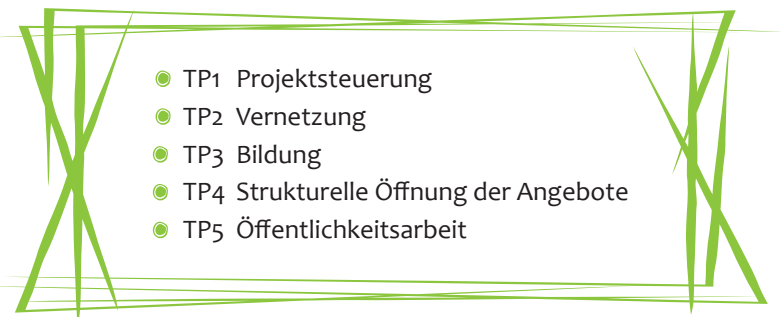 TP1 Projektsteuerung
TP2 Vernetzung
TP3 Bildung
TP4 Strukturelle Öffnung der Angebote
TP5 Öffentlichkeitsarbeit